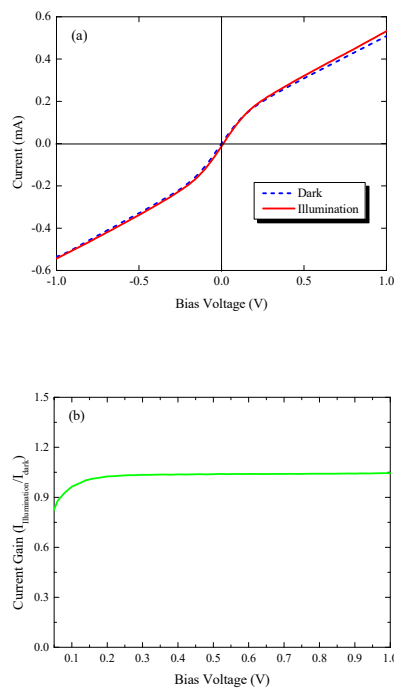 (a)
0.6
0.4
0.2
0.0
-0.2
-0.4
-0.6
Current (mA)
Dark
Illumination
-1.0 -0.5 0.0 0.5 1.0
Bias Voltage (V)
(b)
1.5
1.2
0.9
0.6
0.3
0.0
Current Gain (I_Illumination/I_dark)
0.1 0.2 0.3 0.4 0.5 0.6 0.7 0.8 0.9 1.0
Bias Voltage (V)